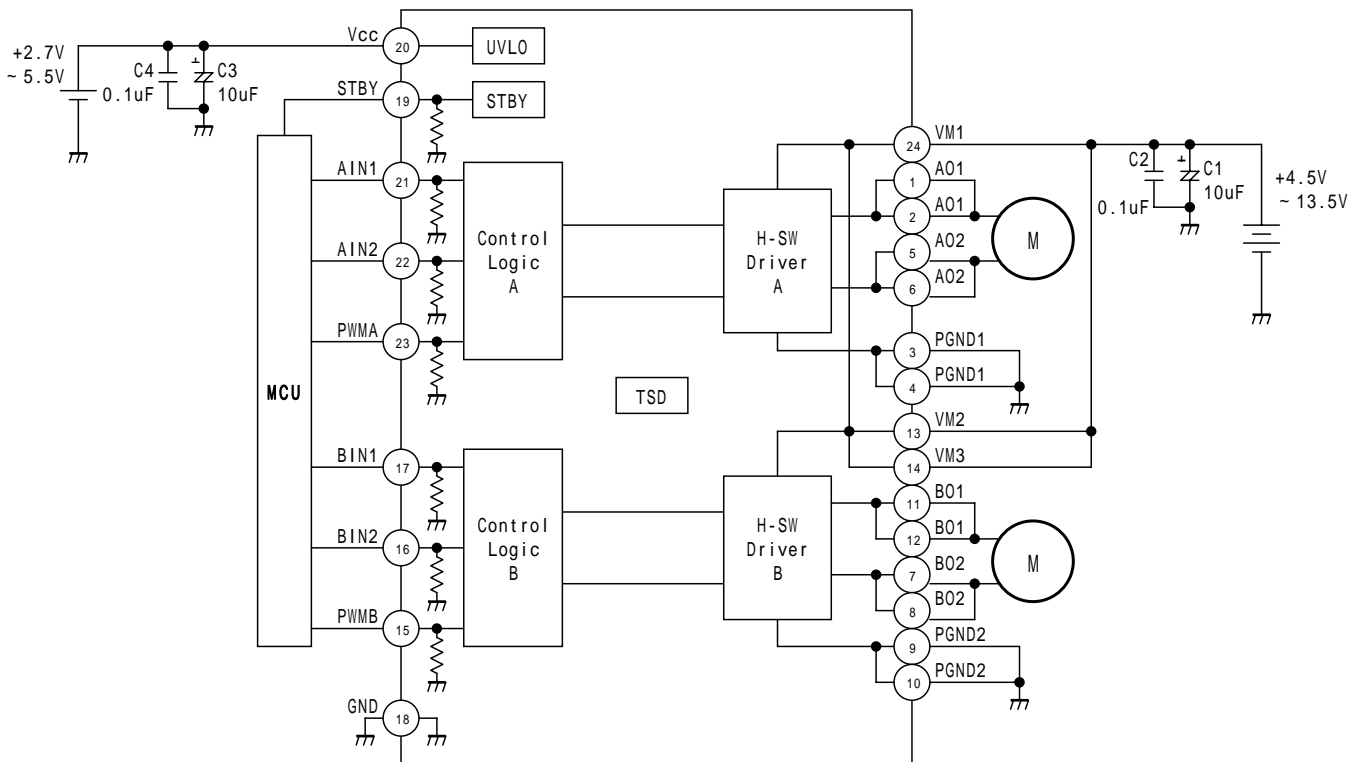 Vcc
20
UVLO
+2.7V
~ 5.5V
C4
0.1uF
+
C3
10uF
STBY
19
STBY
MCU
AIN1
21
AIN2
22
PWMA
23
Control
Logic
A
H-SW
Driver
A
VM1
24
AO1
1
AO1
2
AO2
5
AO2
6
M
C2
0.1uF
+
C1
10uF
+4.5V
~ 13.5V
PGND1
3
PGND1
4
TSD
VM2
13
VM3
14
BIN1
17
BIN2
16
PWMB
15
Control
Logic
B
H-SW
Driver
B
BO1
11
BO1
12
BO2
7
BO2
8
M
PGND2
9
PGND2
10
GND
18